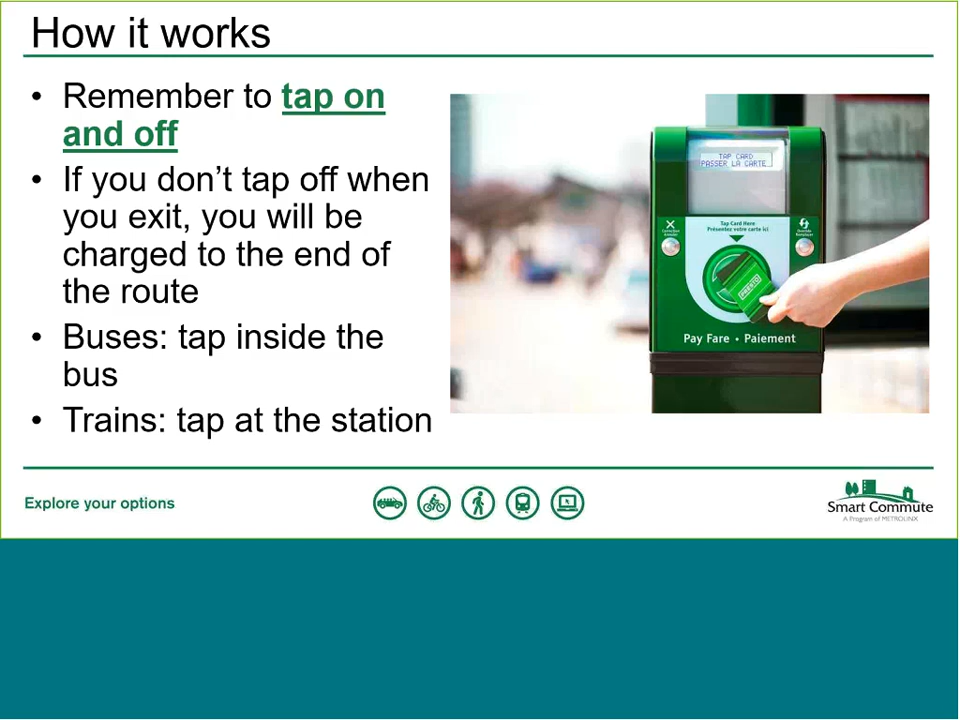 How it works
• Remember to tap on
and off
• If you don’t tap off when
you exit, you will be
charged to the end of
the route
• Buses: tap inside the
bus
• Trains: tap at the station
TAP CARD
PASSER LA CARTE
Tap Card Here
Présentez votre carte ici
PRESTO
Pay Fare • Paiement
Explore your options
Smart Commute
A Program of METROLINX